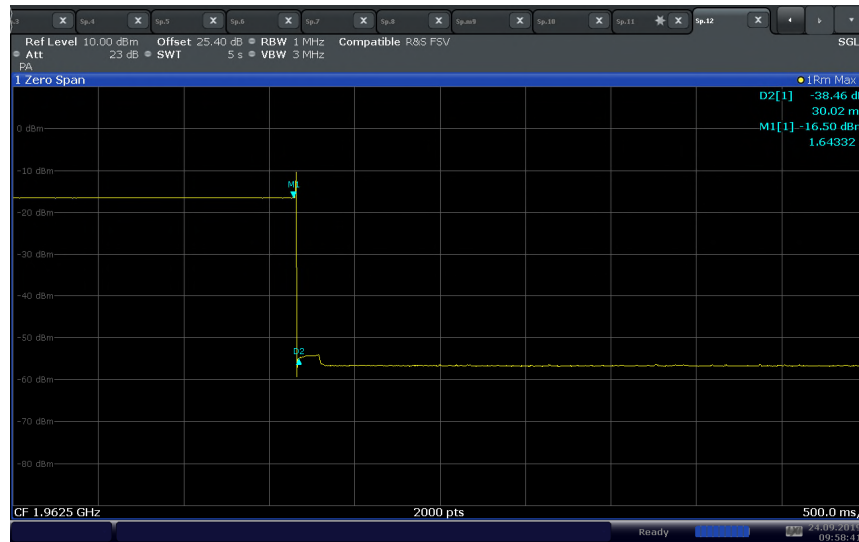 .3 Sp.4 Sp.5 Sp.6 Sp.7 Sp.8 Sp.m9 Sp.10 Sp.11 Sp.12
Ref Level 10.00 dBm Offset 25.40 dB RBW 1 MHz Compatible R&S FSV SGL
Att 23 dB SWT 5 s VBW 3 MHz
PA
1 Zero Span 1Rm Max
D2[1] -38.46 d
30.02 m
0 dBm M1[1] -16.50 dBr
1.64332
-10 dBm
M1
-20 dBm
-30 dBm
-40 dBm
-50 dBm
D2
-60 dBm
-70 dBm
-80 dBm
CF 1.9625 GHz 2000 pts 500.0 ms/
Ready 24.09.201
09:58:4